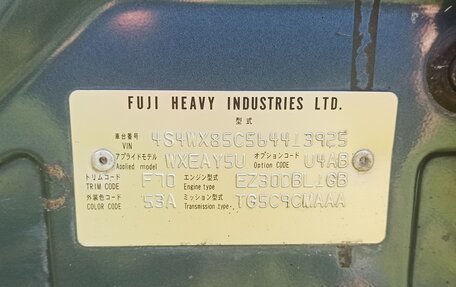 FUJI HEAVY INDUSTRIES LTD.
型式
車台番号 VIN 4S4WX85C564413925
アプライドモデル Applied model WXEAY5U オプションコード Option CODE U4AB
トリムコード TRIM CODE F70 エンジン型式 Engine type EZ30DBL1GB
外装色コード COLOR CODE 53A ミッション型式 Transmission type TG5C9CMAAA